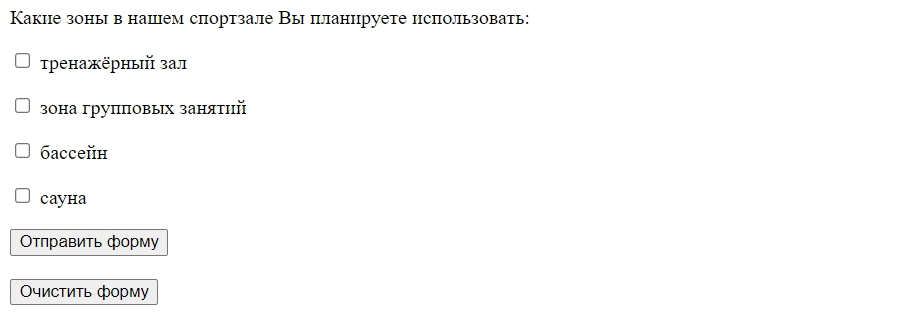 Какие зоны в нашем спортзале Вы планируете использовать:
тренажёрный зал
зона групповых занятий
бассейн
сауна
Отправить форму
Очистить форму